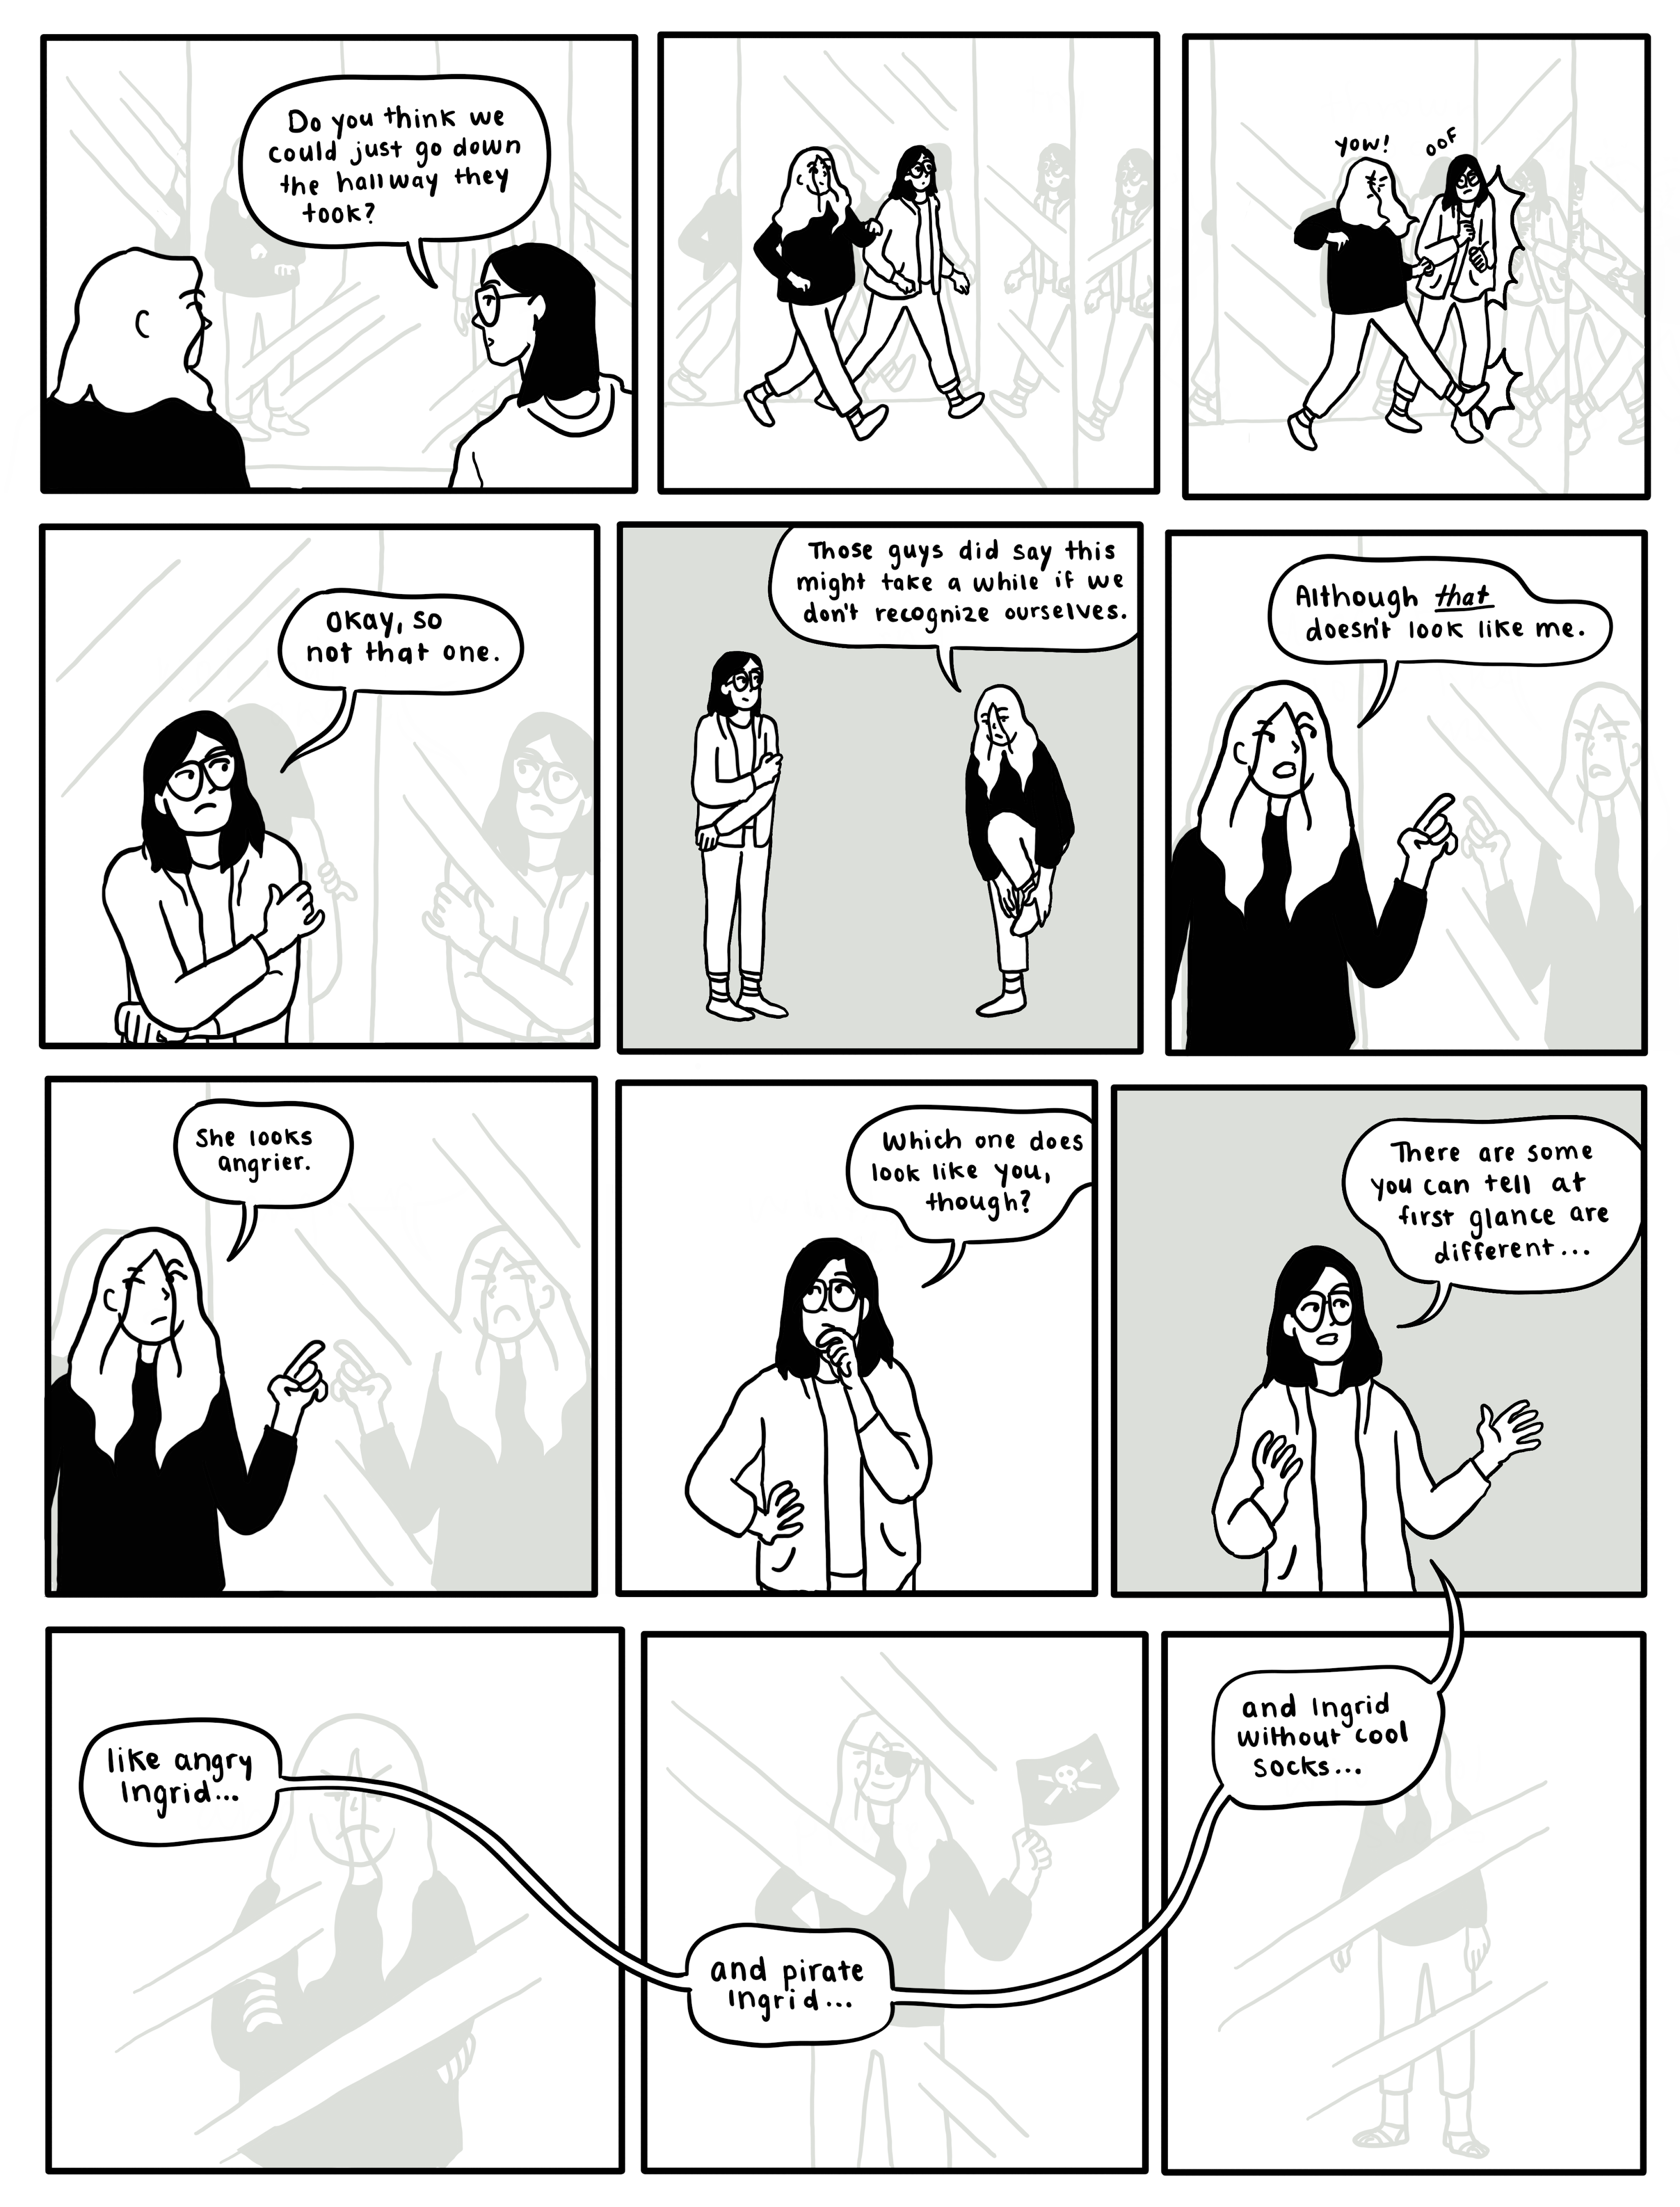 Do you think we
could just go down
the hallway they
took?
YOW!
OOF
Okay, so
not that one.
Those guys did say this
might take a while if we
don't recognize ourselves.
Although that
doesn't look like me.
She looks
angrier.
Which one does
look like you,
though?
There are some
you can tell at
first glance are
different...
like angry
Ingrid...
and pirate
Ingrid...
and Ingrid
without cool
socks...